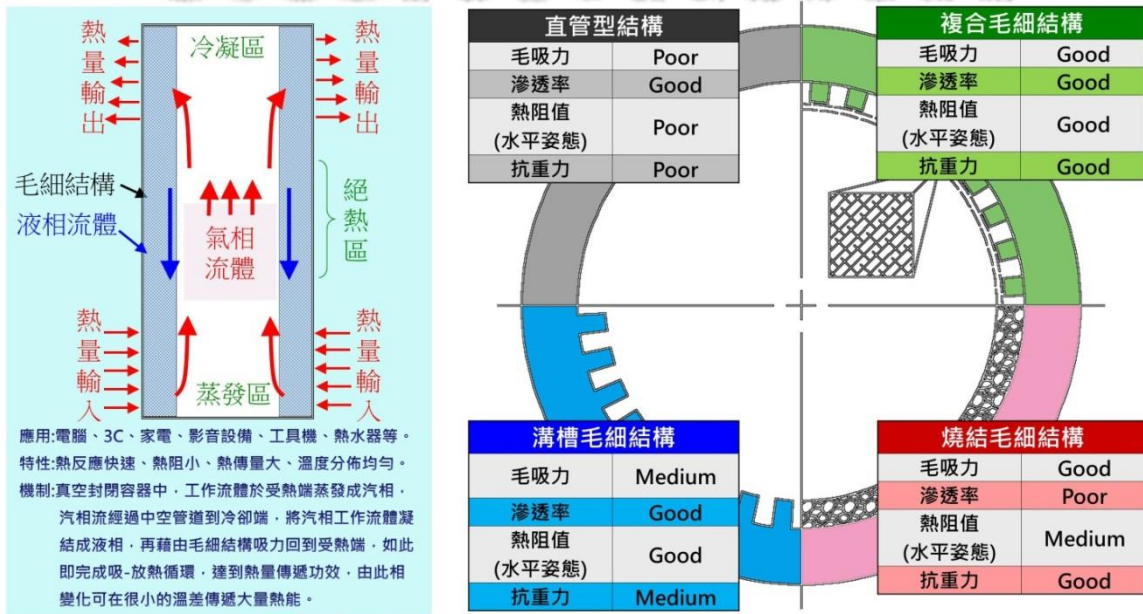 冷凝區
熱量輸出
熱量輸出
毛細結構
液相流體
絕熱區
氣相
流體
熱量輸入
熱量輸入
蒸發區
應用:電腦、3C、家電、影音設備、工具機、熱水器等。
特性:熱反應快速、熱阻小、熱傳量大、溫度分佈均勻。
機制:真空封閉容器中,工作流體於受熱端蒸發成汽相,
汽相流經過中空管道到冷卻端,將汽相工作流體凝
結成液相,再藉由毛細結構吸力回到受熱端,如此
即完成吸-放熱循環,達到熱量傳遞功效,由此相
變化可在很小的溫差傳遞大量熱能。
直管型結構
毛吸力 Poor
滲透率 Good
熱阻值
(水平姿態) Poor
抗重力 Poor
複合毛細結構
毛吸力 Good
滲透率 Good
熱阻值
(水平姿態) Good
抗重力 Good
溝槽毛細結構
毛吸力 Medium
滲透率 Good
熱阻值
(水平姿態) Good
抗重力 Medium
燒結毛細結構
毛吸力 Good
滲透率 Poor
熱阻值
(水平姿態) Medium
抗重力 Good